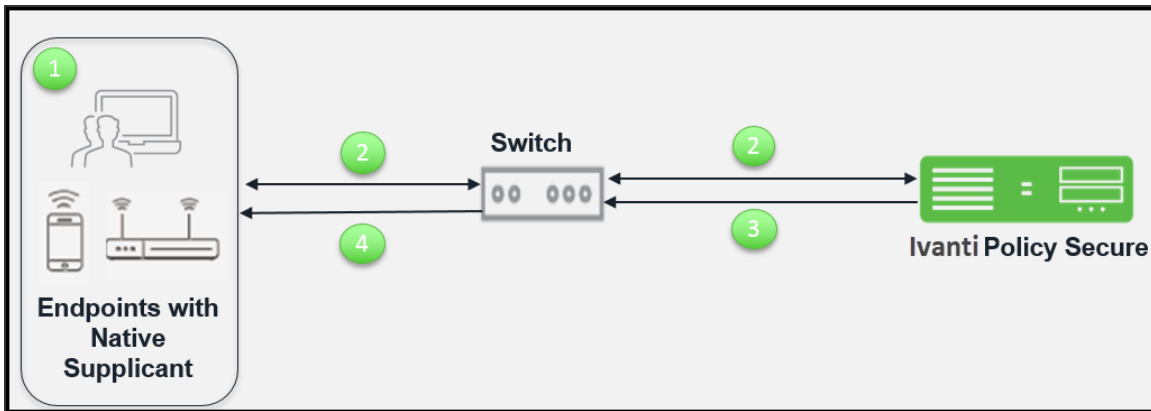 1
Switch
2
2
4
3
Endpoints with
Native
Supplicant
Ivanti Policy Secure